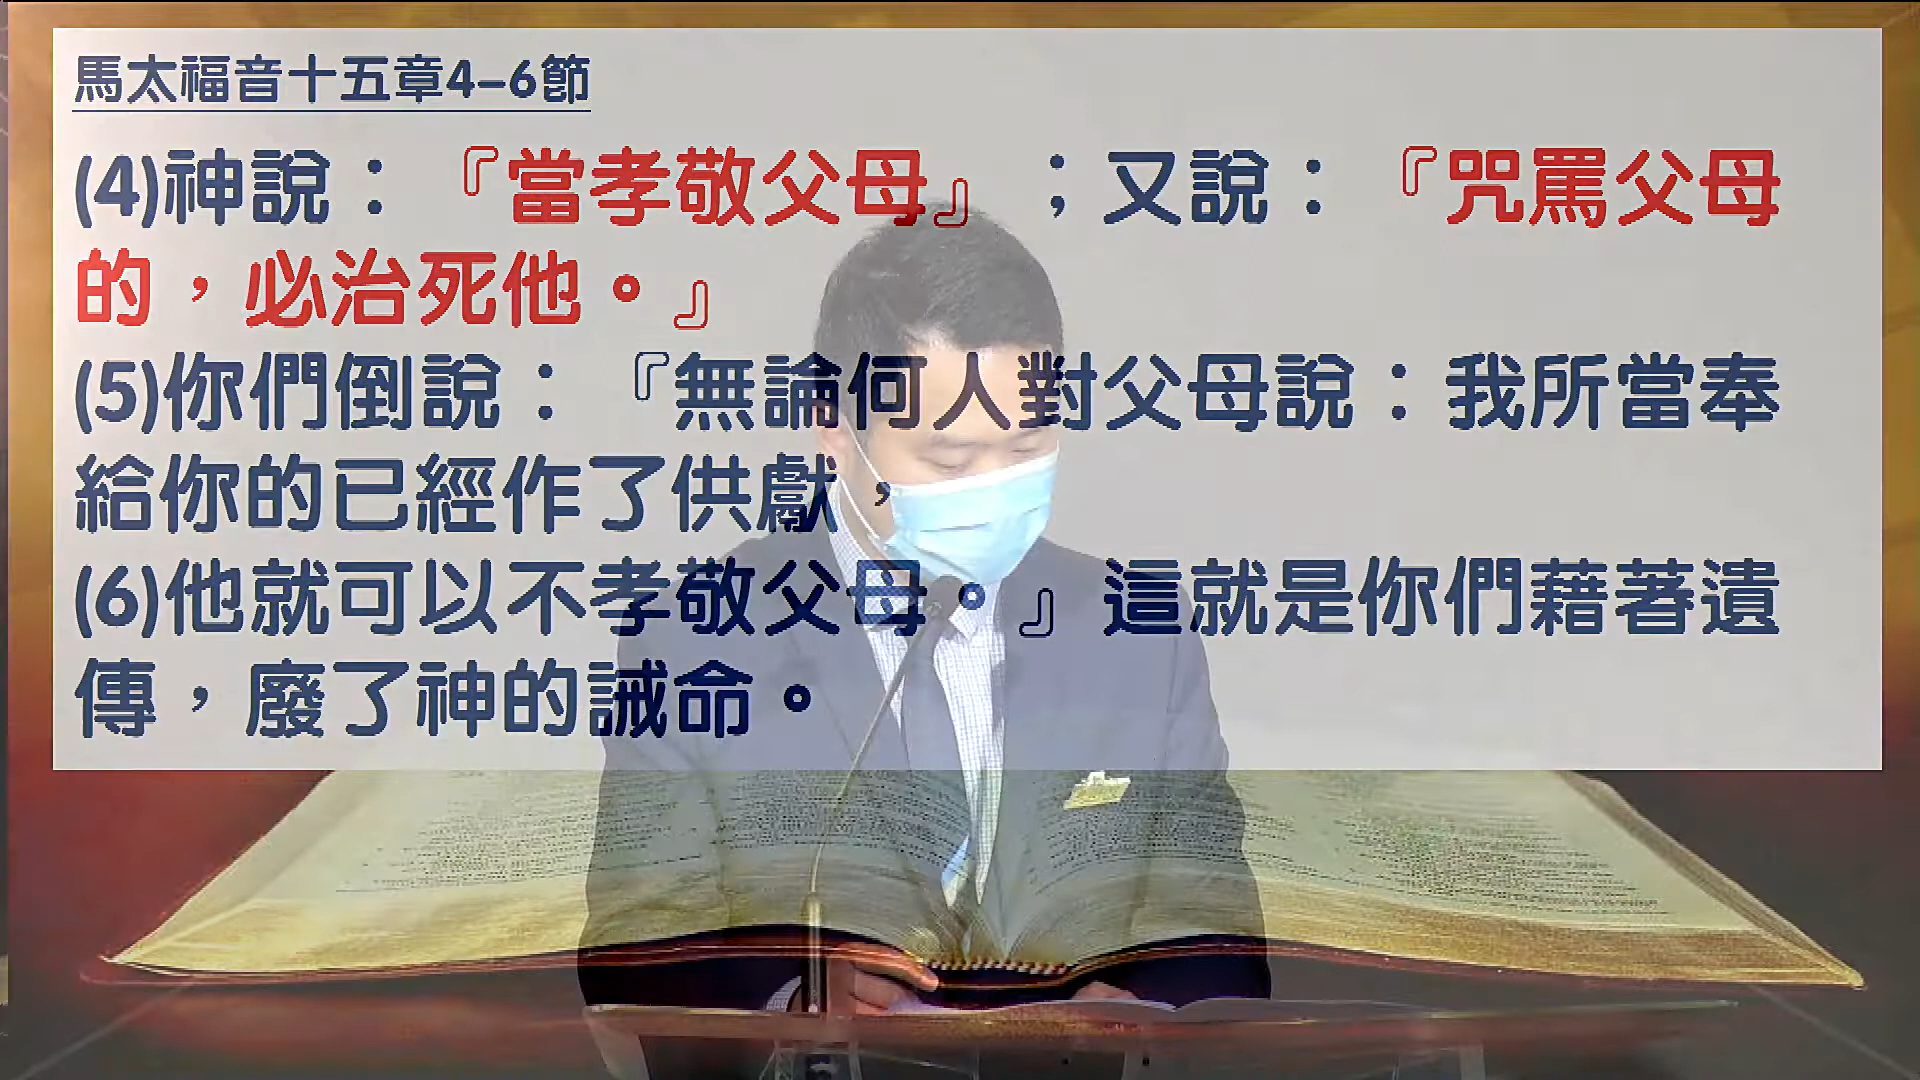 馬太福音十五章4–6節
(4)神說：『當孝敬父母』；又說：『咒罵父母
的，必治死他。』
(5)你們倒說：『無論何人對父母說：我所當奉
給你的已經作了供獻，
(6)他就可以不孝敬父母。』這就是你們藉著遺
傳，廢了神的誡命。